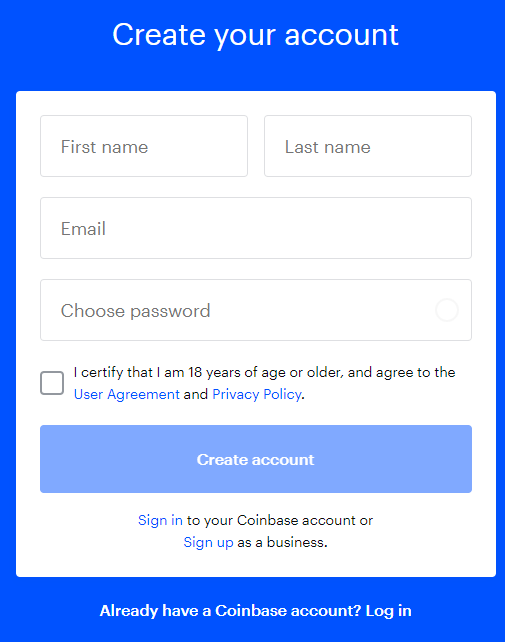 Create your account
First name Last name
Email
Choose password
I certify that I am 18 years of age or older, and agree to the
User Agreement and Privacy Policy.
Create account
Sign in to your Coinbase account or
Sign up as a business.
Already have a Coinbase account? Log in